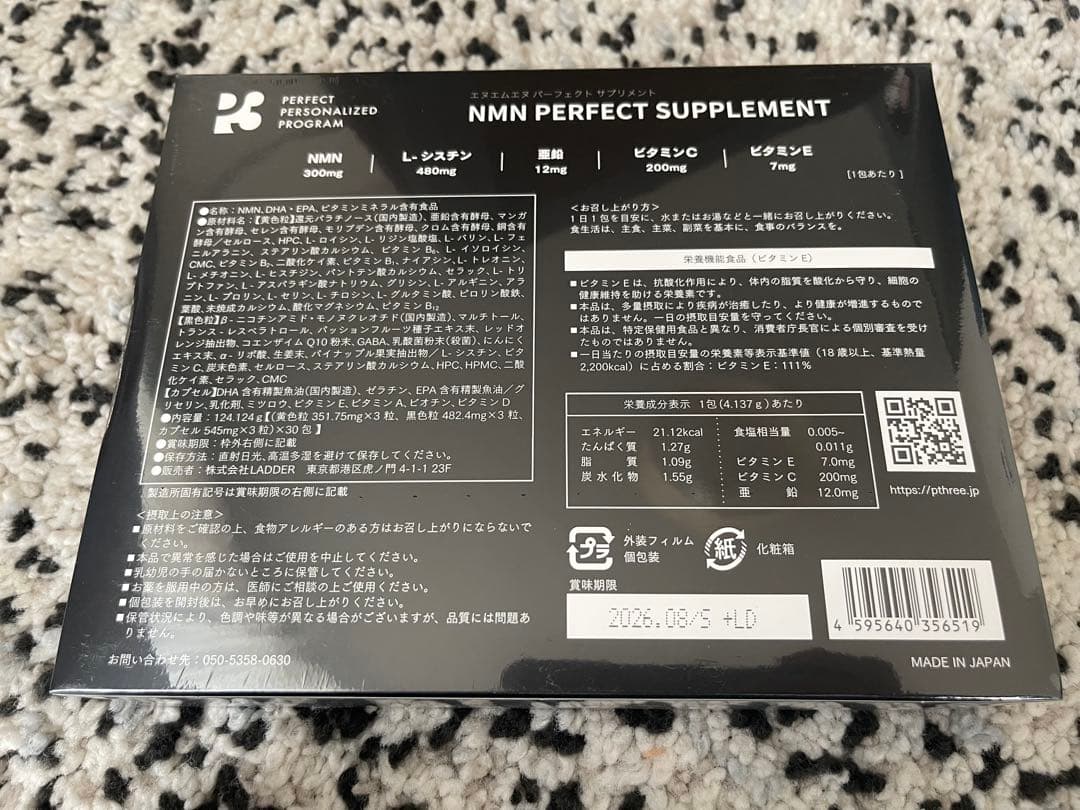 PERFECT
PERSONALIZED
PROGRAM
エヌエムエヌ パーフェクト サプリメント
NMN PERFECT SUPPLEMENT
NMN
300mg
L-シスチン
480mg
亜鉛
12mg
ビタミンC
200mg
ビタミンE
7mg
[1包あたり]
●名称：NMN、DHA・EPA、ビタミンミネラル含有食品
●原材料名：【黄色粒】還元パラチノース（国内製造）、亜鉛含有酵母、マンガ
ン含有酵母、セレン含有酵母、モリブデン含有酵母、クロム含有酵母、銅含有
酵母／セルロース、HPC、L-ロイシン、L-リジン塩酸塩、L-バリン、L-フェ
ニルアラニン、ステアリン酸カルシウム、ビタミン B₆、L-イソロイシン、
CMC、ビタミン B₂、二酸化ケイ素、ビタミン B₁、ナイアシン、L-トレオニン、
L-メチオニン、L-ヒスチジン、パントテン酸カルシウム、セラック、L-トリ
プトファン、L-アスパラギン酸ナトリウム、グリシン、L-アルギニン、アラ
ニン、L-プロリン、L-セリン、L-チロシン、L-グルタミン酸、ピロリン酸鉄、
葉酸、未焼成カルシウム、酸化マグネシウム、ビタミン B₁₂
【黒色粒】β-ニコチンアミド・モノヌクレオチド（国内製造）、マルチトール、
トランス-レスベラトロール、パッションフルーツ種子エキス末、レッドオ
レンジ抽出物、コエンザイム Q10 粉末、GABA、乳酸菌粉末（殺菌）、にんにく
エキス末、α-リポ酸、生姜末、パイナップル果実抽出物／L-シスチン、ビタ
ミン C、炭末色素、セルロース、ステアリン酸カルシウム、HPC、HPMC、二酸
化ケイ素、セラック、CMC
【カプセル】DHA 含有精製魚油（国内製造）、ゼラチン、EPA 含有精製魚油／グ
リセリン、乳化剤、ミツロウ、ビタミン E、ビタミン A、ビオチン、ビタミン D
●内容量：124.124g【（黄色粒 351.75mg×3 粒、黒色粒 482.4mg×3 粒、
カプセル 545mg×3 粒）×30 包】
●賞味期限：枠外右側に記載
●保存方法：直射日光、高温多湿を避けて保存してください。
●販売者：株式会社LADDER 東京都港区虎ノ門 4-1-1 23F
製造所固有記号は賞味期限の右側に記載
＜摂取上の注意＞
■原材料をご確認の上、食物アレルギーのある方はお召し上がりにならないで
ください。
■本品で異常を感じた場合はご使用を中止してください。
■乳幼児の手の届かないところに保管してください。
■お薬を服用中の方は、医師にご相談の上ご使用ください。
■個包装を開封後は、お早めにお召し上がりください。
■保管状況により、色調や味等が異なる場合がございますが、品質には問題あ
りません。
お問い合わせ先：050-5358-0630
＜お召し上がり方＞
1日1包を目安に、水またはお湯などと一緒にお召し上がりください。
食生活は、主食、主菜、副菜を基本に、食事のバランスを。
栄養機能食品（ビタミンE）
■ビタミンEは、抗酸化作用により、体内の脂質を酸化から守り、細胞の
健康維持を助ける栄養素です。
■本品は、多量摂取により疾病が治癒したり、より健康が増進するもので
はありません。一日の摂取目安量を守ってください。
■本品は、特定保健用食品と異なり、消費者庁長官による個別審査を受け
たものではありません。
■一日当たりの摂取目安量の栄養素等表示基準値（18 歳以上、基準熱量
2,200kcal）に占める割合：ビタミンE：111%
栄養成分表示 1包（4.137g）あたり
エネルギー 21.12kcal
たんぱく質 1.27g
脂質 1.09g
炭水化物 1.55g
食塩相当量 0.005~
0.011g
ビタミン E 7.0mg
ビタミン C 200mg
亜鉛 12.0mg
https://pthree.jp
プラ
外装フィルム
個包装
紙
化粧箱
賞味期限
2026.08/S +LD
4 595640 356519
MADE IN JAPAN